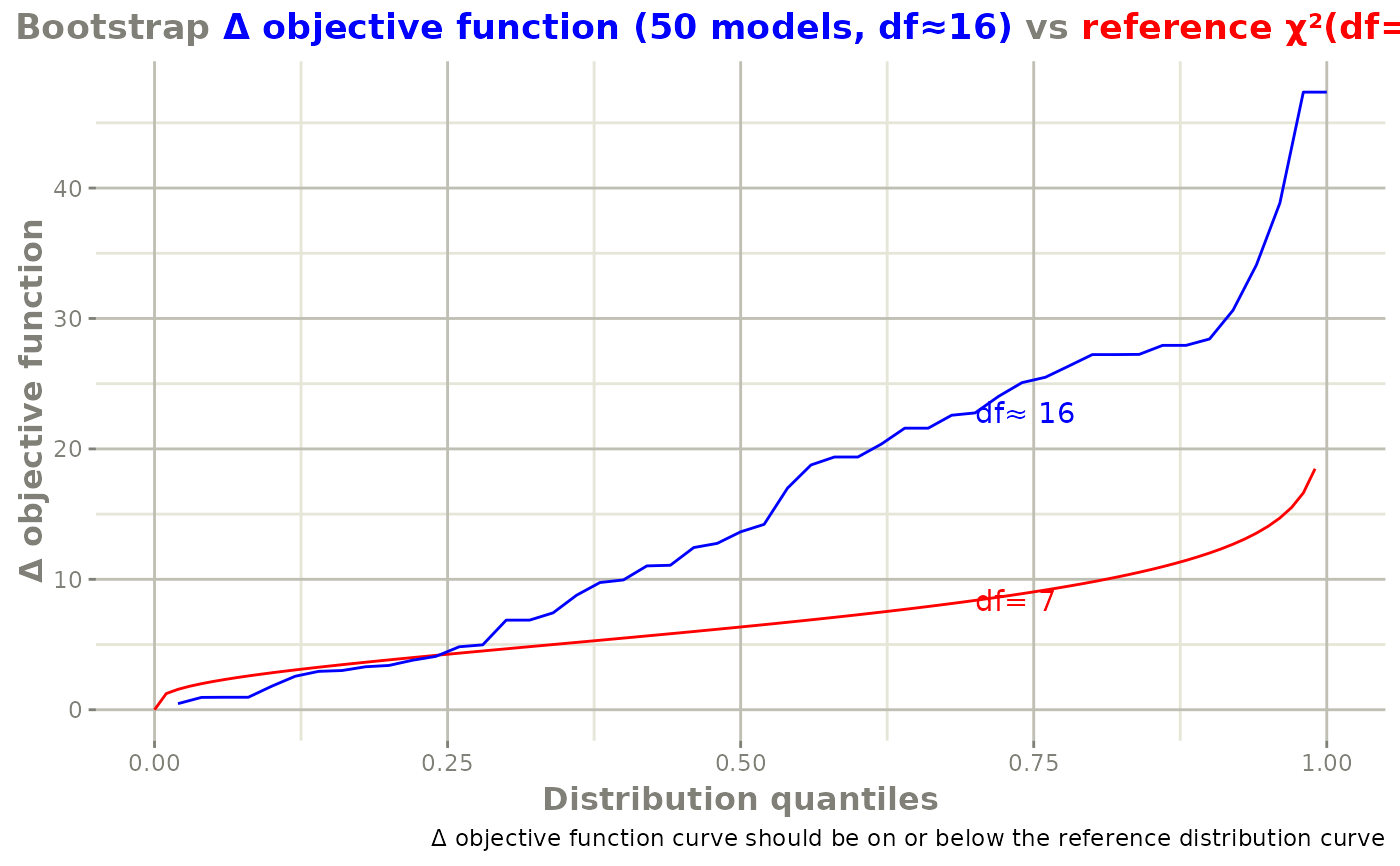 Bootstrap Δ objective function (50 models, df≈16) vs reference χ²(df=
Δ objective function
40
30
20
10
0
df≈ 16
df= 7
0.00 0.25 0.50 0.75 1.00
Distribution quantiles
Δ objective function curve should be on or below the reference distribution curve